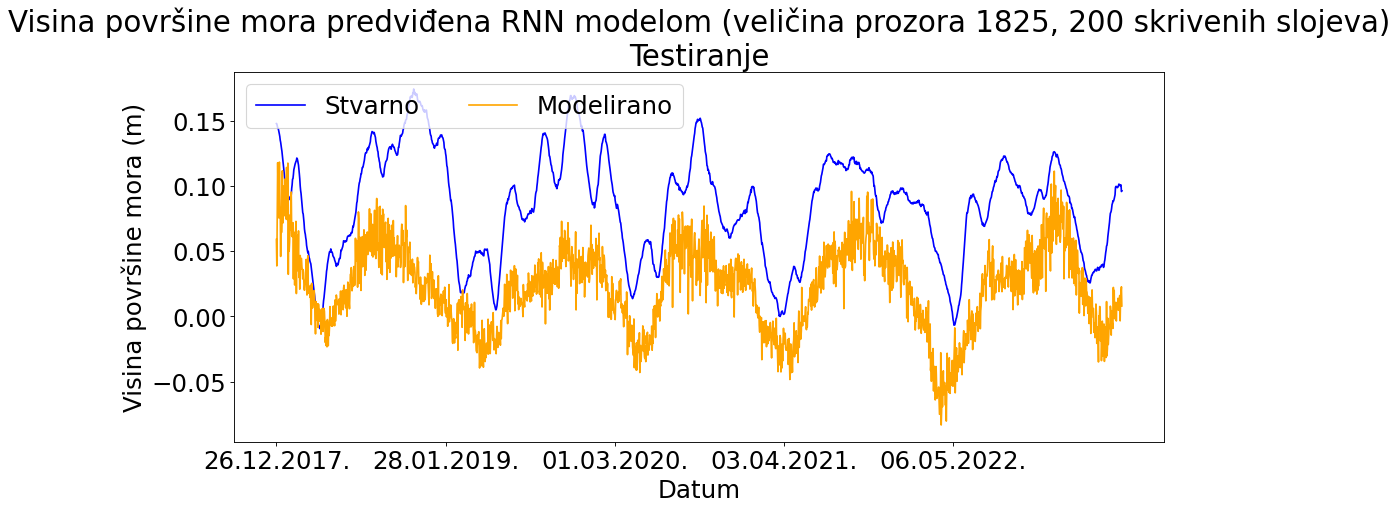 Visina površine mora predviđena RNN modelom (veličina prozora 1825, 200 skrivenih slojeva)
Testiranje
Stvarno Modelirano
Visina površine mora (m)
0.15
0.10
0.05
0.00
−0.05
26.12.2017. 28.01.2019. 01.03.2020. 03.04.2021. 06.05.2022.
Datum